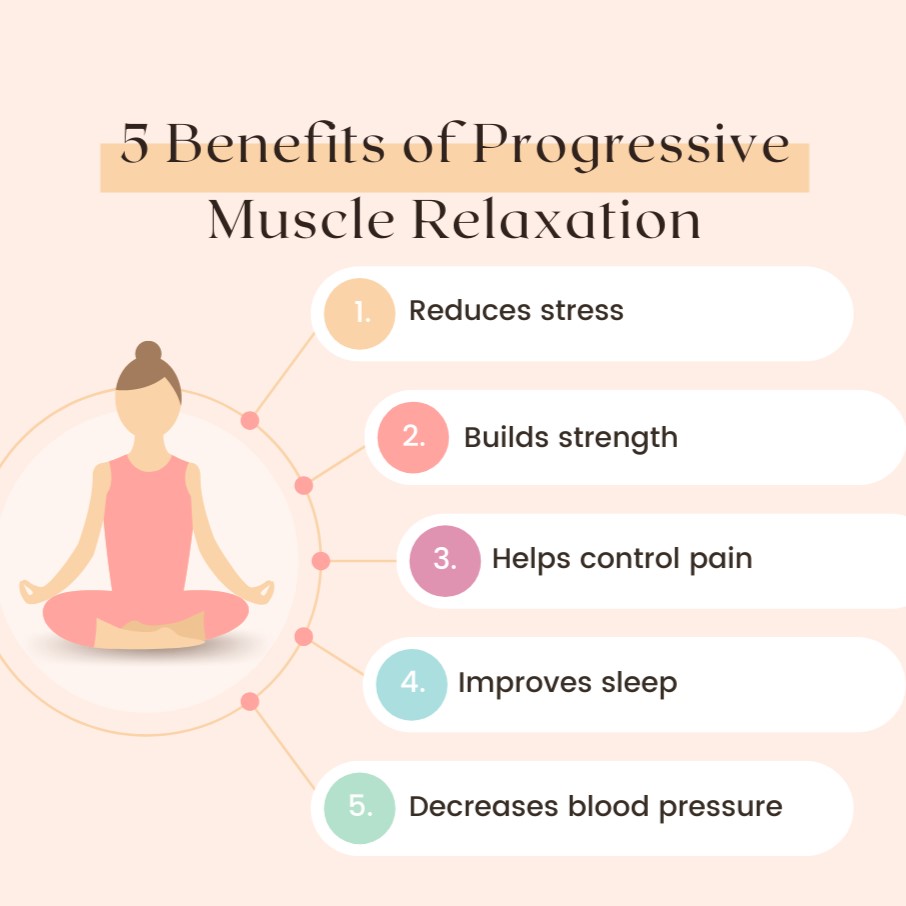 5 Benefits of Progressive
Muscle Relaxation
1. Reduces stress
2. Builds strength
3. Helps control pain
4. Improves sleep
5. Decreases blood pressure